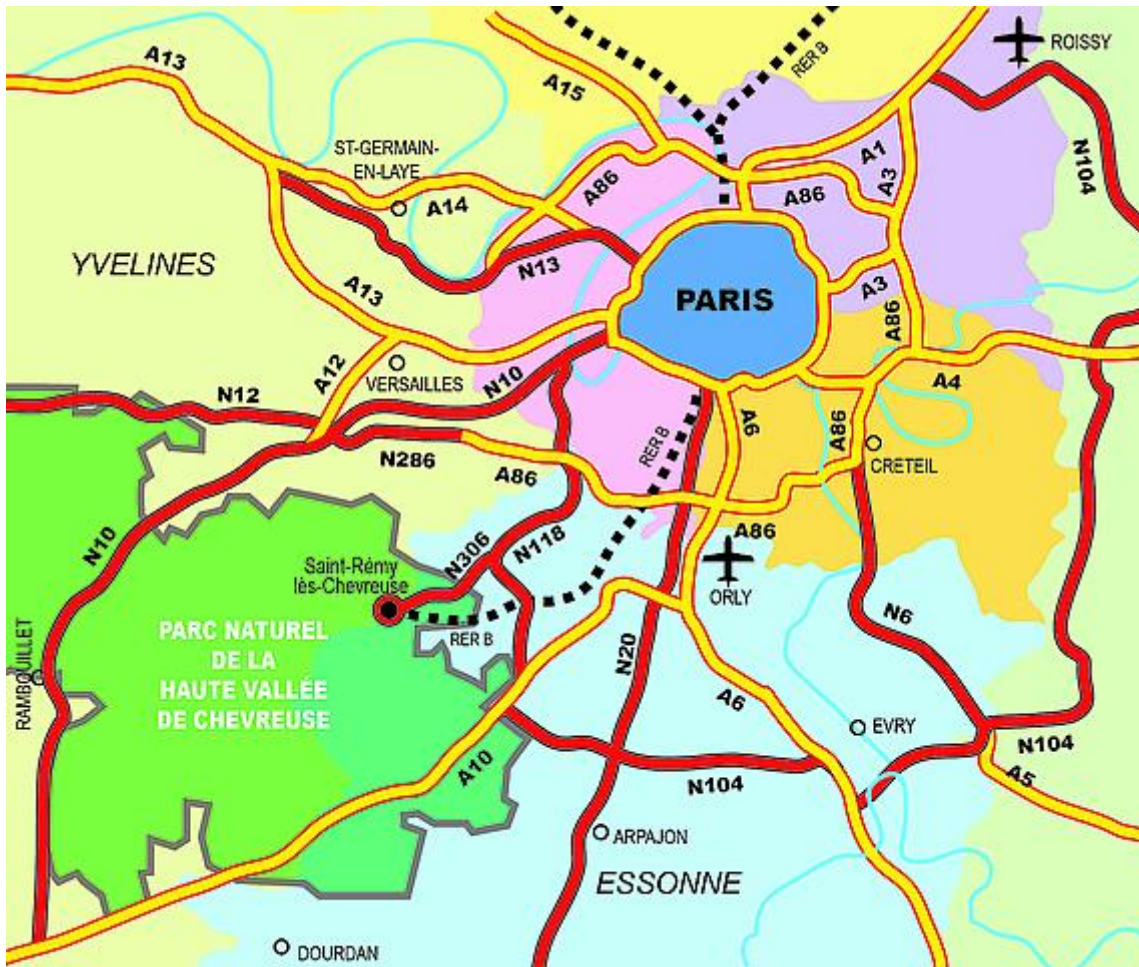 A13
A15
RER B
ROISSY
ST-GERMAIN-
EN-LAYE
A86
A1
A3
N104
A86
A14
YVELINES
N13
A13
A3
PARIS
A86
A12
VERSAILLES
N10
A4
N12
A6
A86
RER B
N286
A86
CRETEIL
A86
N10
N306
N118
Saint-Rémy
lès-Chevreuse
ORLY
N6
RER B
PARC NATUREL
DE LA
HAUTE VALLÉE
DE CHEVREUSE
RAMBOUILLET
N20
A6
EVRY
N104
A10
N104
A5
ARPAJON
ESSONNE
DOURDAN